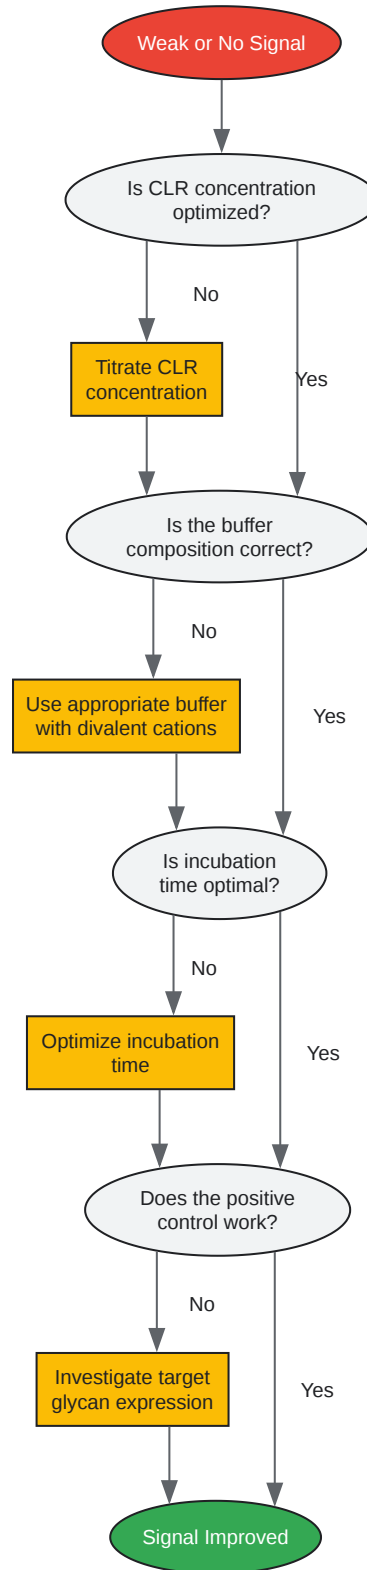 Weak or No Signal
Is CLR concentration
optimized?
No
Titrate CLR
concentration
Yes
Is the buffer
composition correct?
No
Use appropriate buffer
with divalent cations
Yes
Is incubation
time optimal?
No
Optimize incubation
time
Yes
Does the positive
control work?
No
Investigate target
glycan expression
Yes
Signal Improved